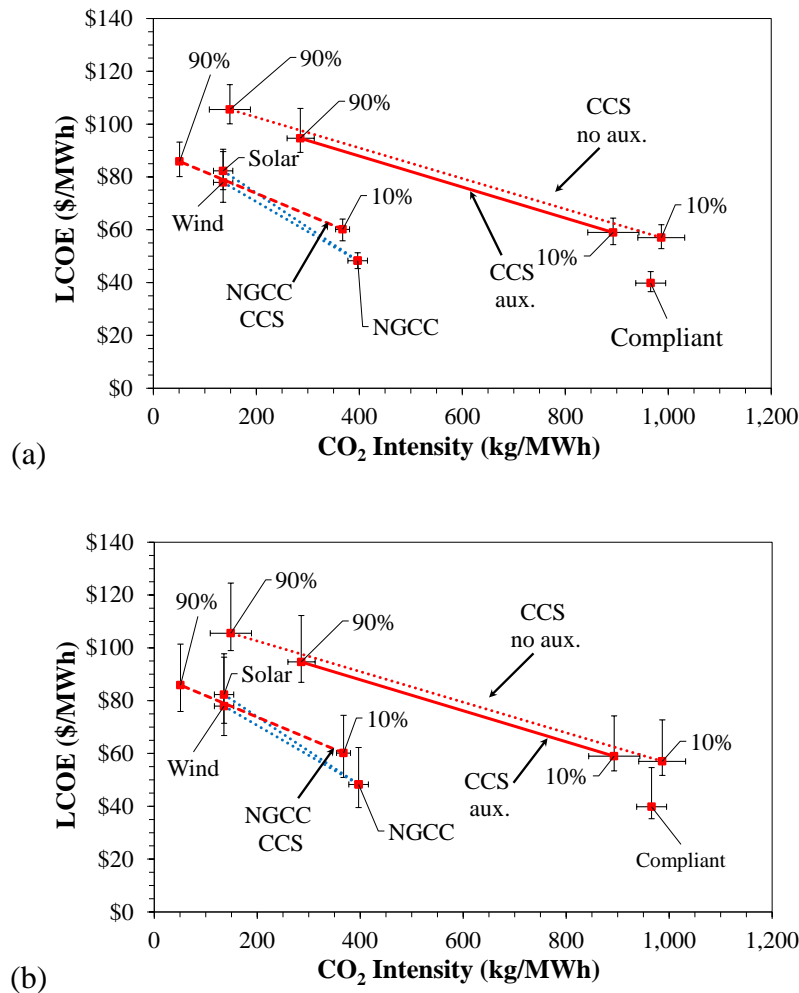 $140
$120
$100
$80
$60
$40
$20
$0
LCOE ($/MWh)
90%
90%
90%
CCS
no aux.
Solar
Wind
10%
10%
10%
NGCC
CCS
CCS
aux.
NGCC
Compliant
0
200
400
600
800
1,000
1,200
CO₂ Intensity (kg/MWh)
(a)
$140
$120
$100
$80
$60
$40
$20
$0
LCOE ($/MWh)
90%
90%
90%
CCS
no aux.
Solar
Wind
10%
10%
10%
NGCC
CCS
CCS
aux.
NGCC
Compliant
0
200
400
600
800
1,000
1,200
CO₂ Intensity (kg/MWh)
(b)